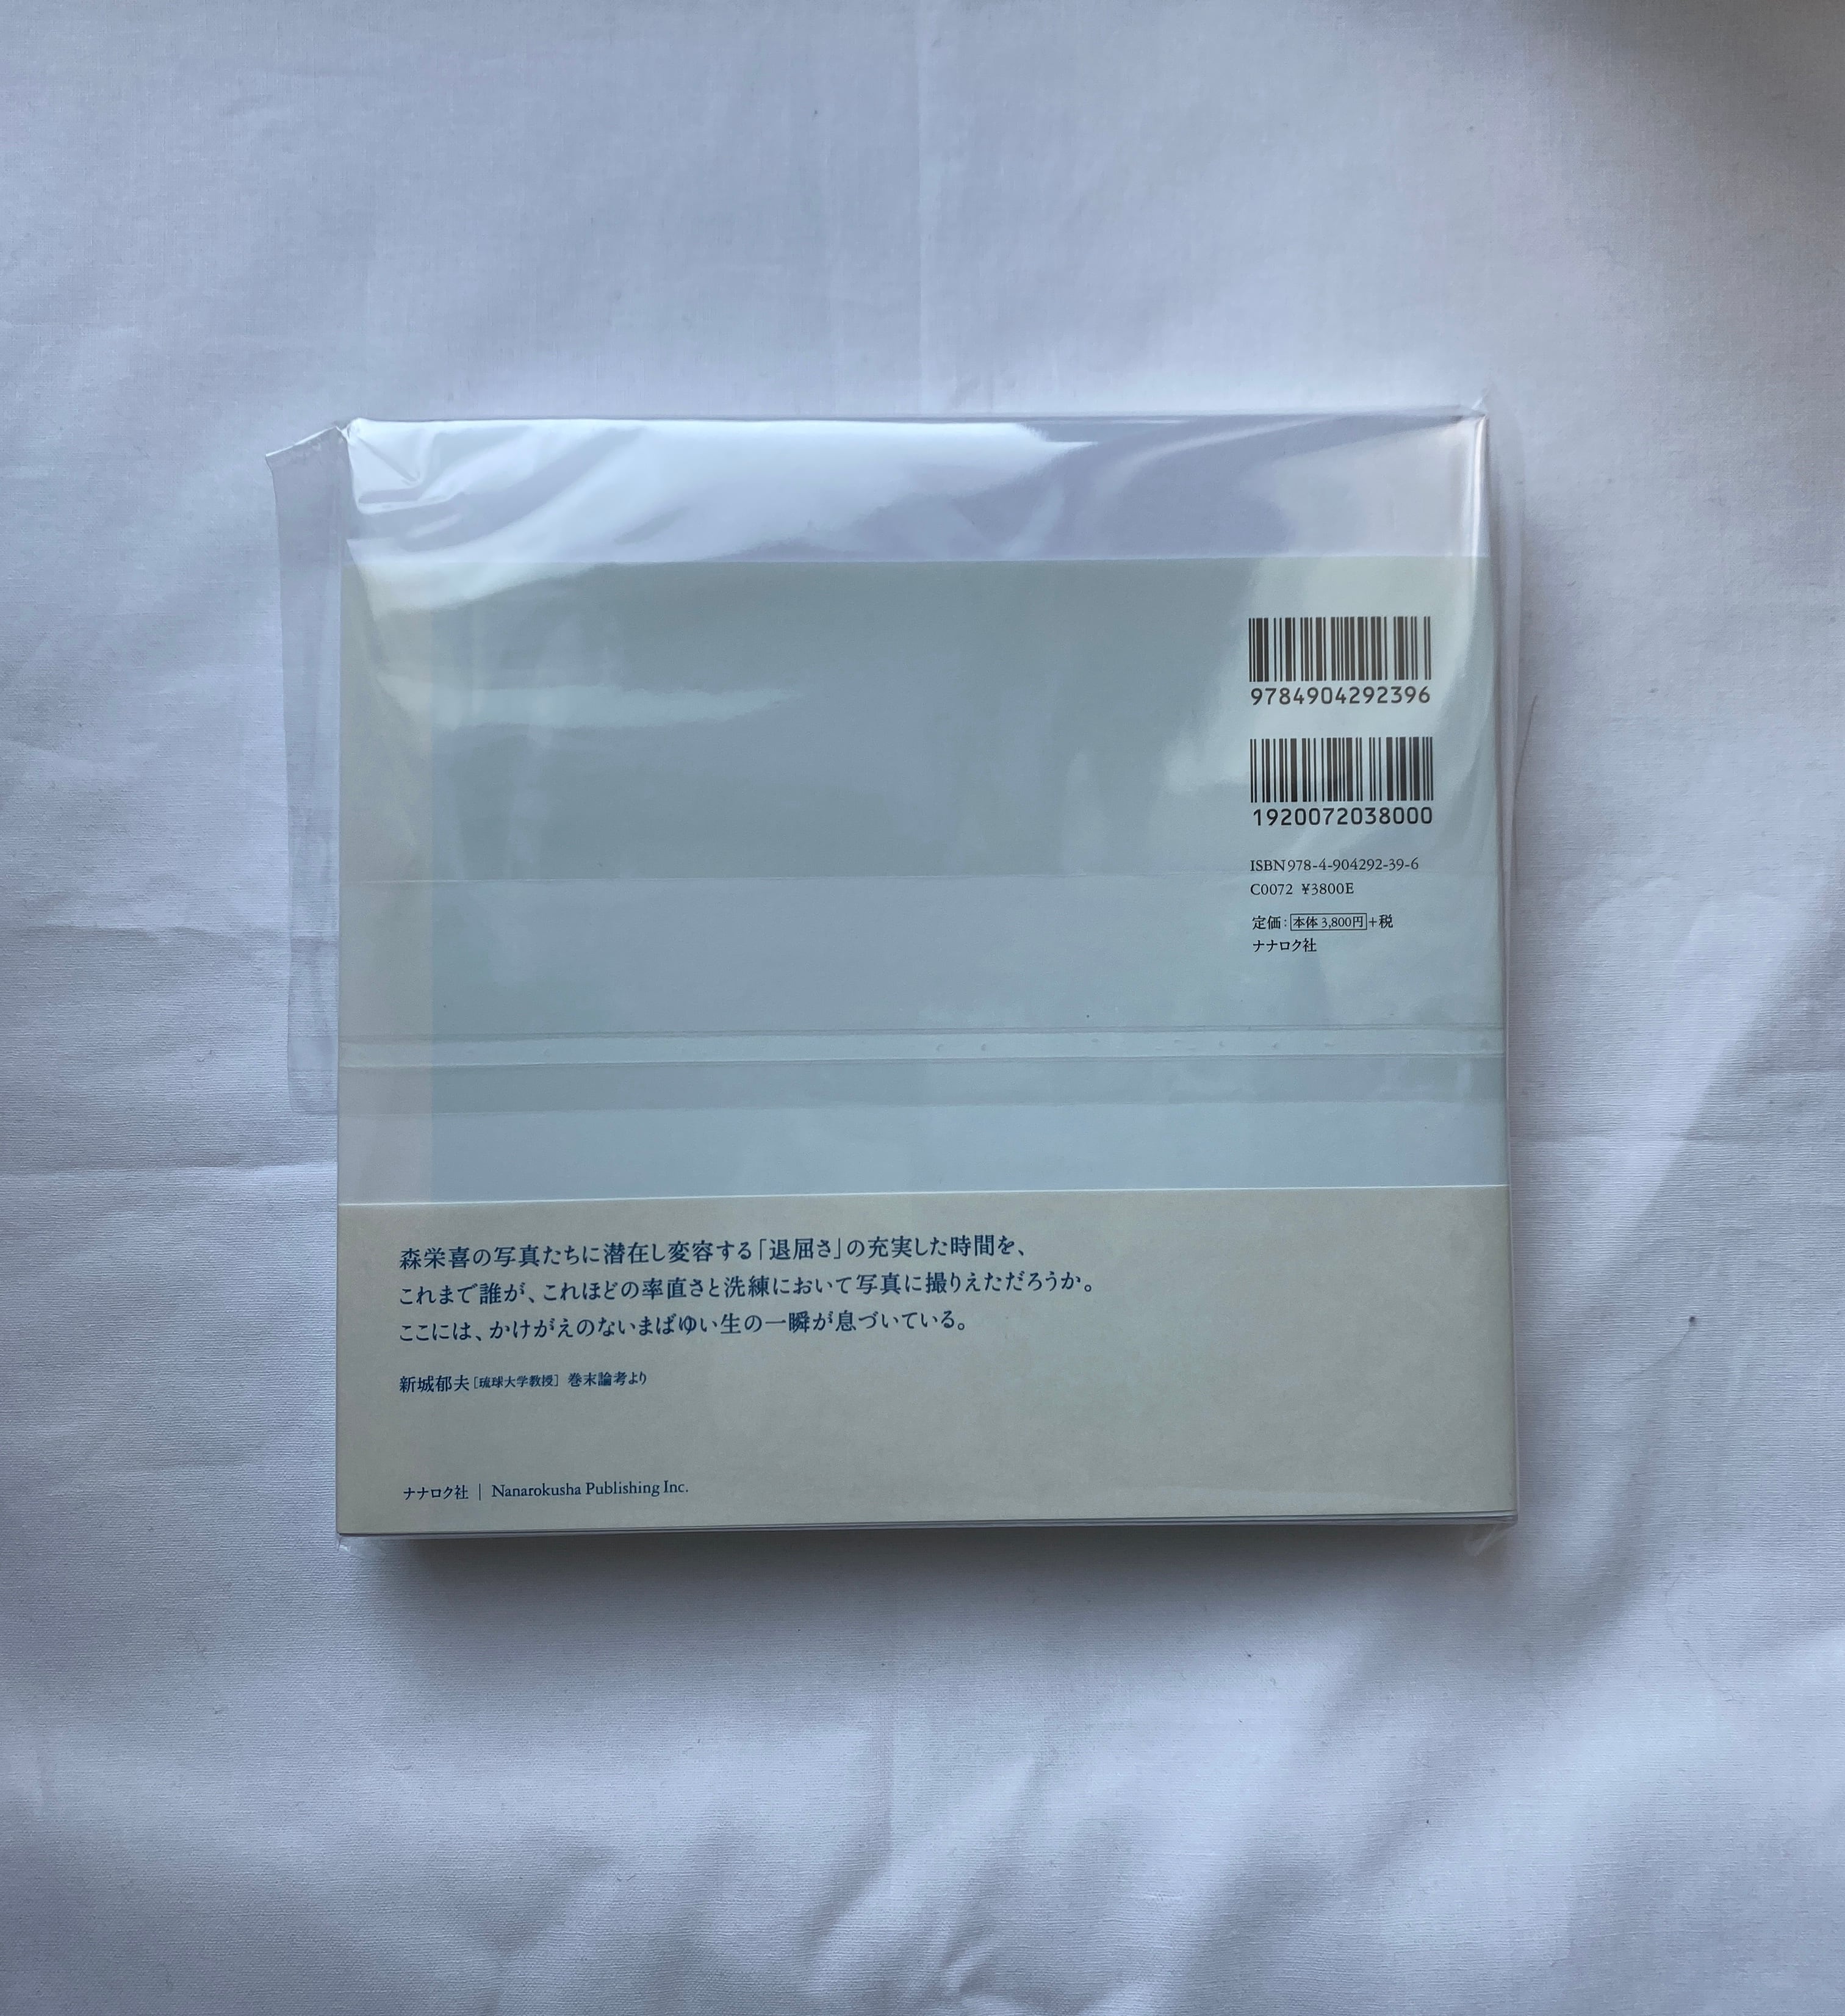 9784904292396
1920072038000
ISBN978-4-904292-39-6
C0072 ¥3800E
定価:本体 3,800円+税
ナナロク社
森栄喜の写真たちに潜在し変容する「退屈さ」の充実した時間を、
これまで誰が、これほどの率直さと洗練において写真に撮りえただろうか。
ここには、かけがえのないまばゆい生の一瞬が息づいている。
新城郁夫[琉球大学教授] 巻末論考より
ナナロク社 | Nanarokusha Publishing Inc.